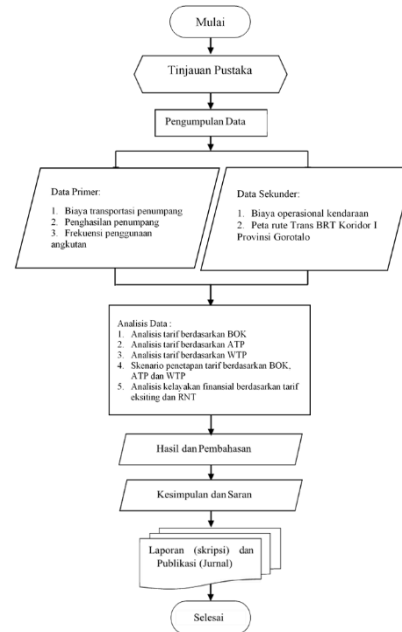 Mulai
Tinjauan Pustaka
Pengumpulan Data
Data Primer:
1. Biaya transportasi penumpang
2. Penghasilan penumpang
3. Frekuensi penggunaan
angkutan
Data Sekunder:
1. Biaya operasional kendaraan
2. Peta rute Trans BRT Koridor I
Provinsi Gorotalo
Analisis Data :
1. Analisis tarif berdasarkan BOK
2. Analisis tarif berdasarkan ATP
3. Analisis tarif berdasarkan WTP
4. Skenario penetapan tarif berdasarkan BOK,
ATP dan WTP
5. Analisis kelayakan finansial berdasarkan tarif
eksiting dan RNT
Hasil dan Pembahasan
Kesimpulan dan Saran
Laporan (skripsi) dan
Publikasi (Jurnal)
Selesai